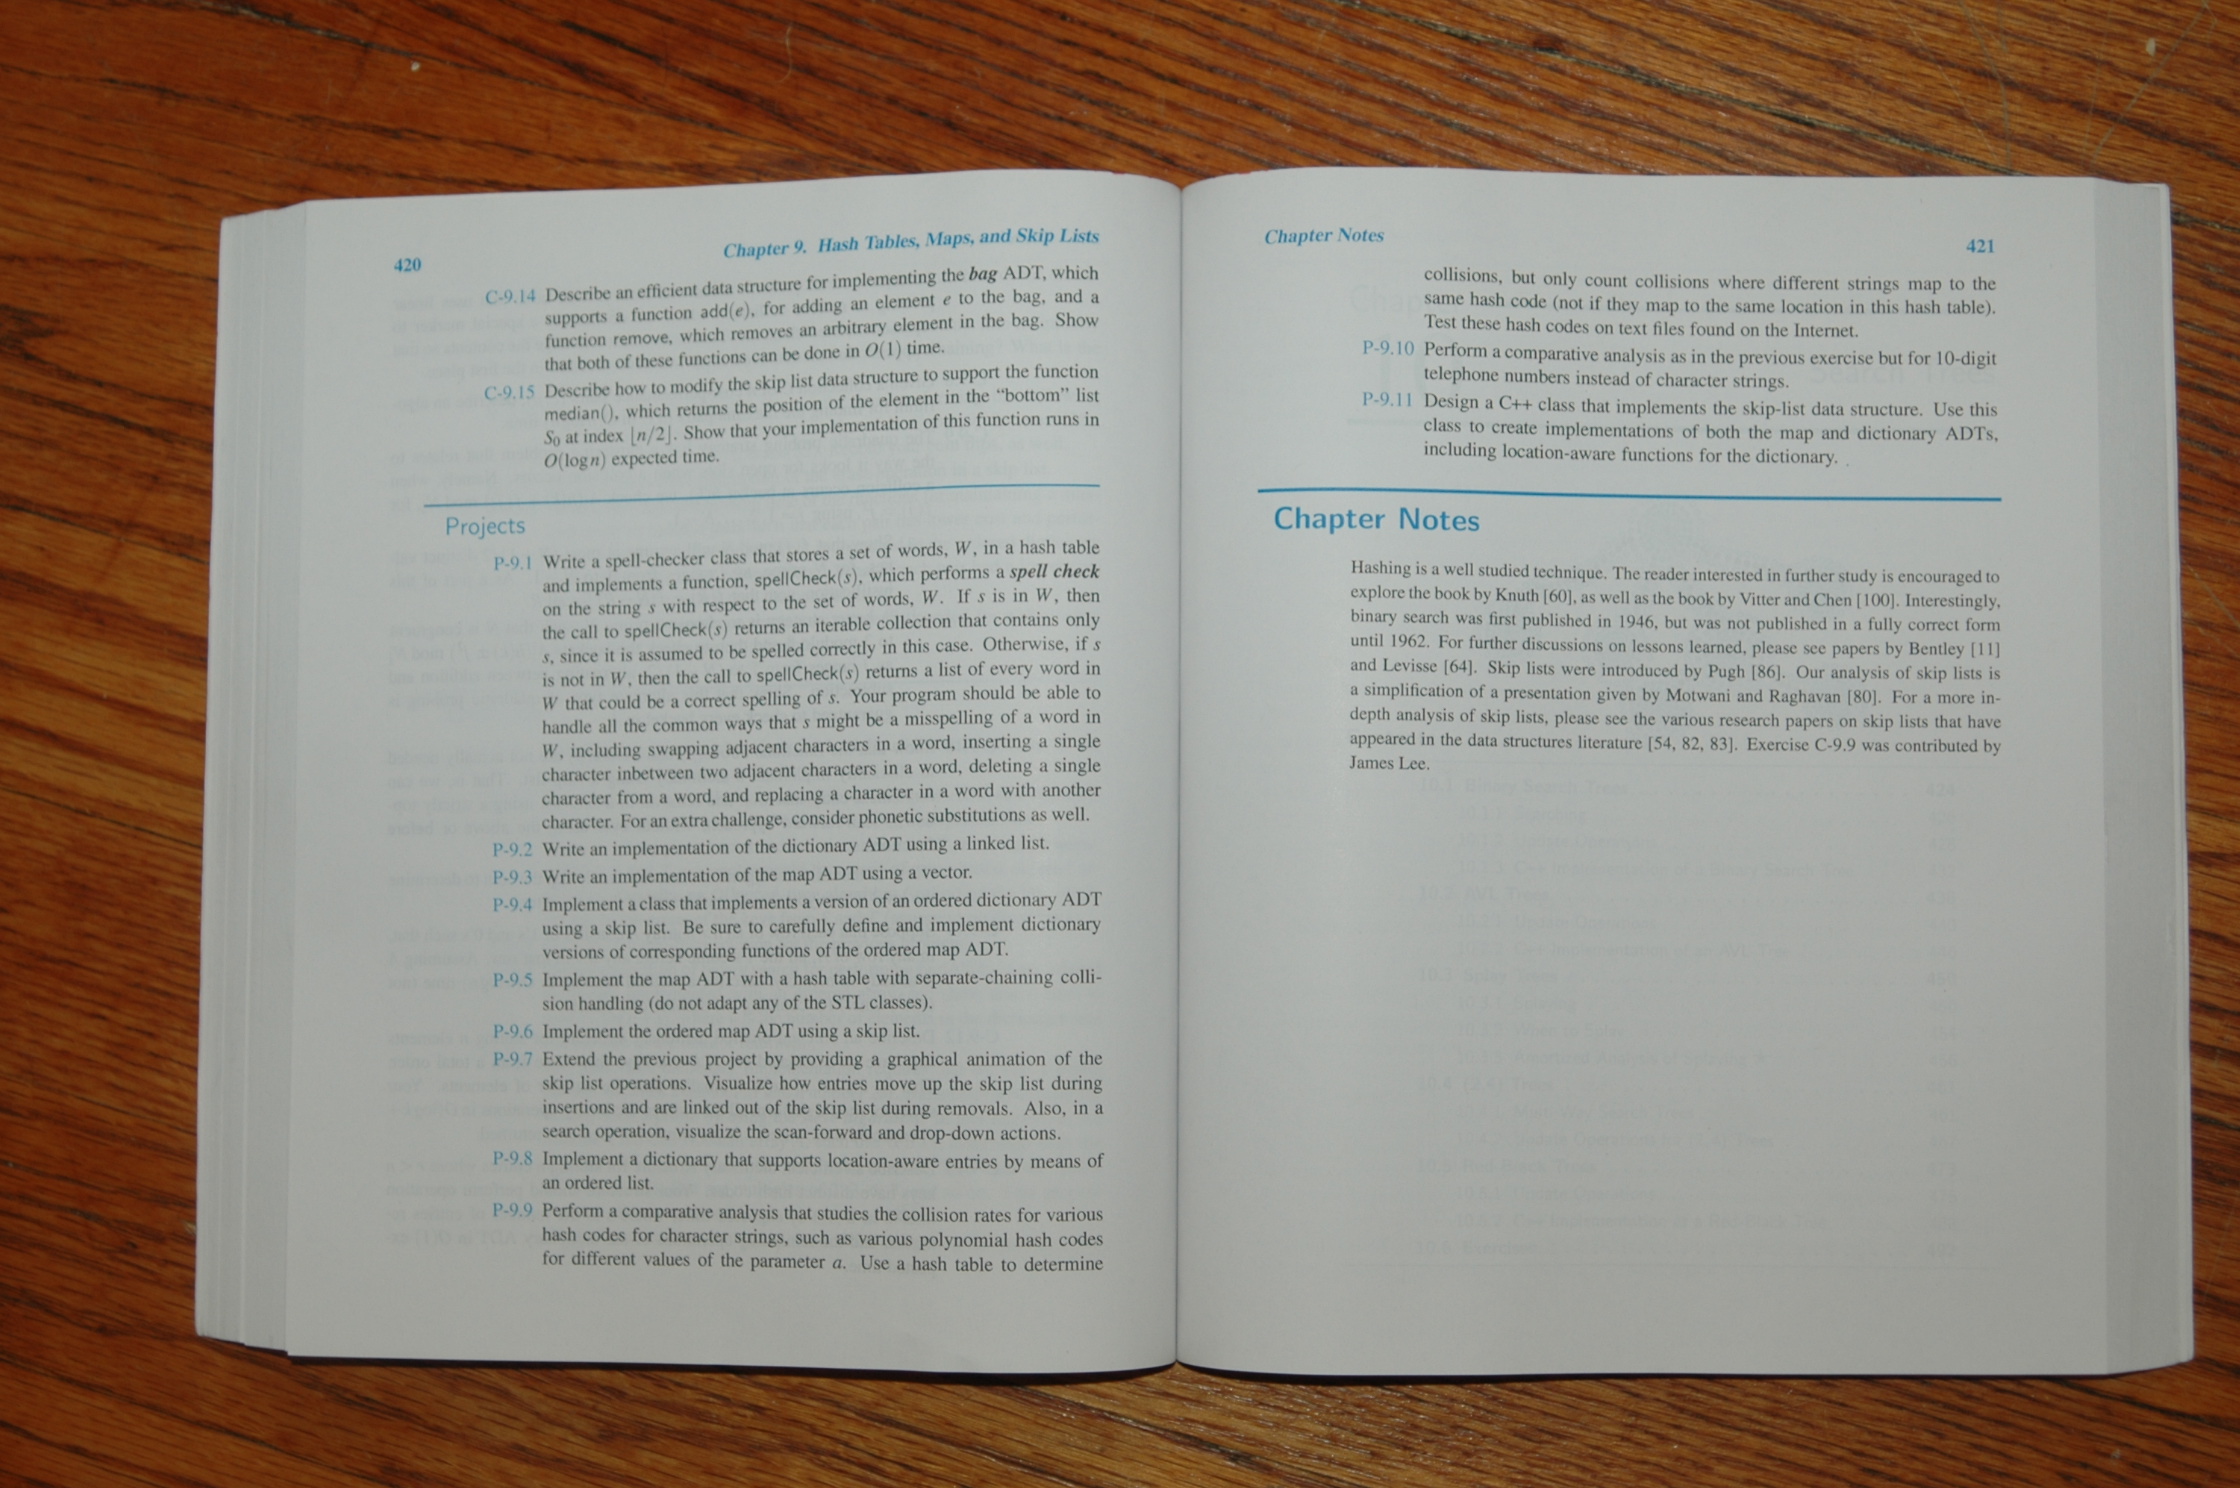 420
Chapter 9. Hash Tables, Maps, and Skip Lists
C-9.14 Describe an efficient data structure for implementing the bag ADT, which
supports a function add(e), for adding an element e to the bag, and a
function remove, which removes an arbitrary element in the bag. Show
that both of these functions can be done in O(1) time.
C-9.15 Describe how to modify the skip list data structure to support the function
median(), which returns the position of the element in the “bottom” list
S₀ at index ⌊n/2⌋. Show that your implementation of this function runs in
O(log n) expected time.
Projects
P-9.1 Write a spell-checker class that stores a set of words, W, in a hash table
and implements a function, spellCheck(s), which performs a spell check
on the string s with respect to the set of words, W. If s is in W, then
the call to spellCheck(s) returns an iterable collection that contains only
s, since it is assumed to be spelled correctly in this case. Otherwise, if s
is not in W, then the call to spellCheck(s) returns a list of every word in
W that could be a correct spelling of s. Your program should be able to
handle all the common ways that s might be a misspelling of a word in
W, including swapping adjacent characters in a word, inserting a single
character inbetween two adjacent characters in a word, deleting a single
character from a word, and replacing a character in a word with another
character. For an extra challenge, consider phonetic substitutions as well.
P-9.2 Write an implementation of the dictionary ADT using a linked list.
P-9.3 Write an implementation of the map ADT using a vector.
P-9.4 Implement a class that implements a version of an ordered dictionary ADT
using a skip list. Be sure to carefully define and implement dictionary
versions of corresponding functions of the ordered map ADT.
P-9.5 Implement the map ADT with a hash table with separate-chaining colli-
sion handling (do not adapt any of the STL classes).
P-9.6 Implement the ordered map ADT using a skip list.
P-9.7 Extend the previous project by providing a graphical animation of the
skip list operations. Visualize how entries move up the skip list during
insertions and are linked out of the skip list during removals. Also, in a
search operation, visualize the scan-forward and drop-down actions.
P-9.8 Implement a dictionary that supports location-aware entries by means of
an ordered list.
P-9.9 Perform a comparative analysis that studies the collision rates for various
hash codes for character strings, such as various polynomial hash codes
for different values of the parameter a. Use a hash table to determine
Chapter Notes
421
collisions, but only count collisions where different strings map to the
same hash code (not if they map to the same location in this hash table).
Test these hash codes on text files found on the Internet.
P-9.10 Perform a comparative analysis as in the previous exercise but for 10-digit
telephone numbers instead of character strings.
P-9.11 Design a C++ class that implements the skip-list data structure. Use this
class to create implementations of both the map and dictionary ADTs,
including location-aware functions for the dictionary.
Chapter Notes
Hashing is a well studied technique. The reader interested in further study is encouraged to
explore the book by Knuth [60], as well as the book by Vitter and Chen [100]. Interestingly,
binary search was first published in 1946, but was not published in a fully correct form
until 1962. For further discussions on lessons learned, please see papers by Bentley [11]
and Levisse [64]. Skip lists were introduced by Pugh [86]. Our analysis of skip lists is
a simplification of a presentation given by Motwani and Raghavan [80]. For a more in-
depth analysis of skip lists, please see the various research papers on skip lists that have
appeared in the data structures literature [54, 82, 83]. Exercise C-9.9 was contributed by
James Lee.